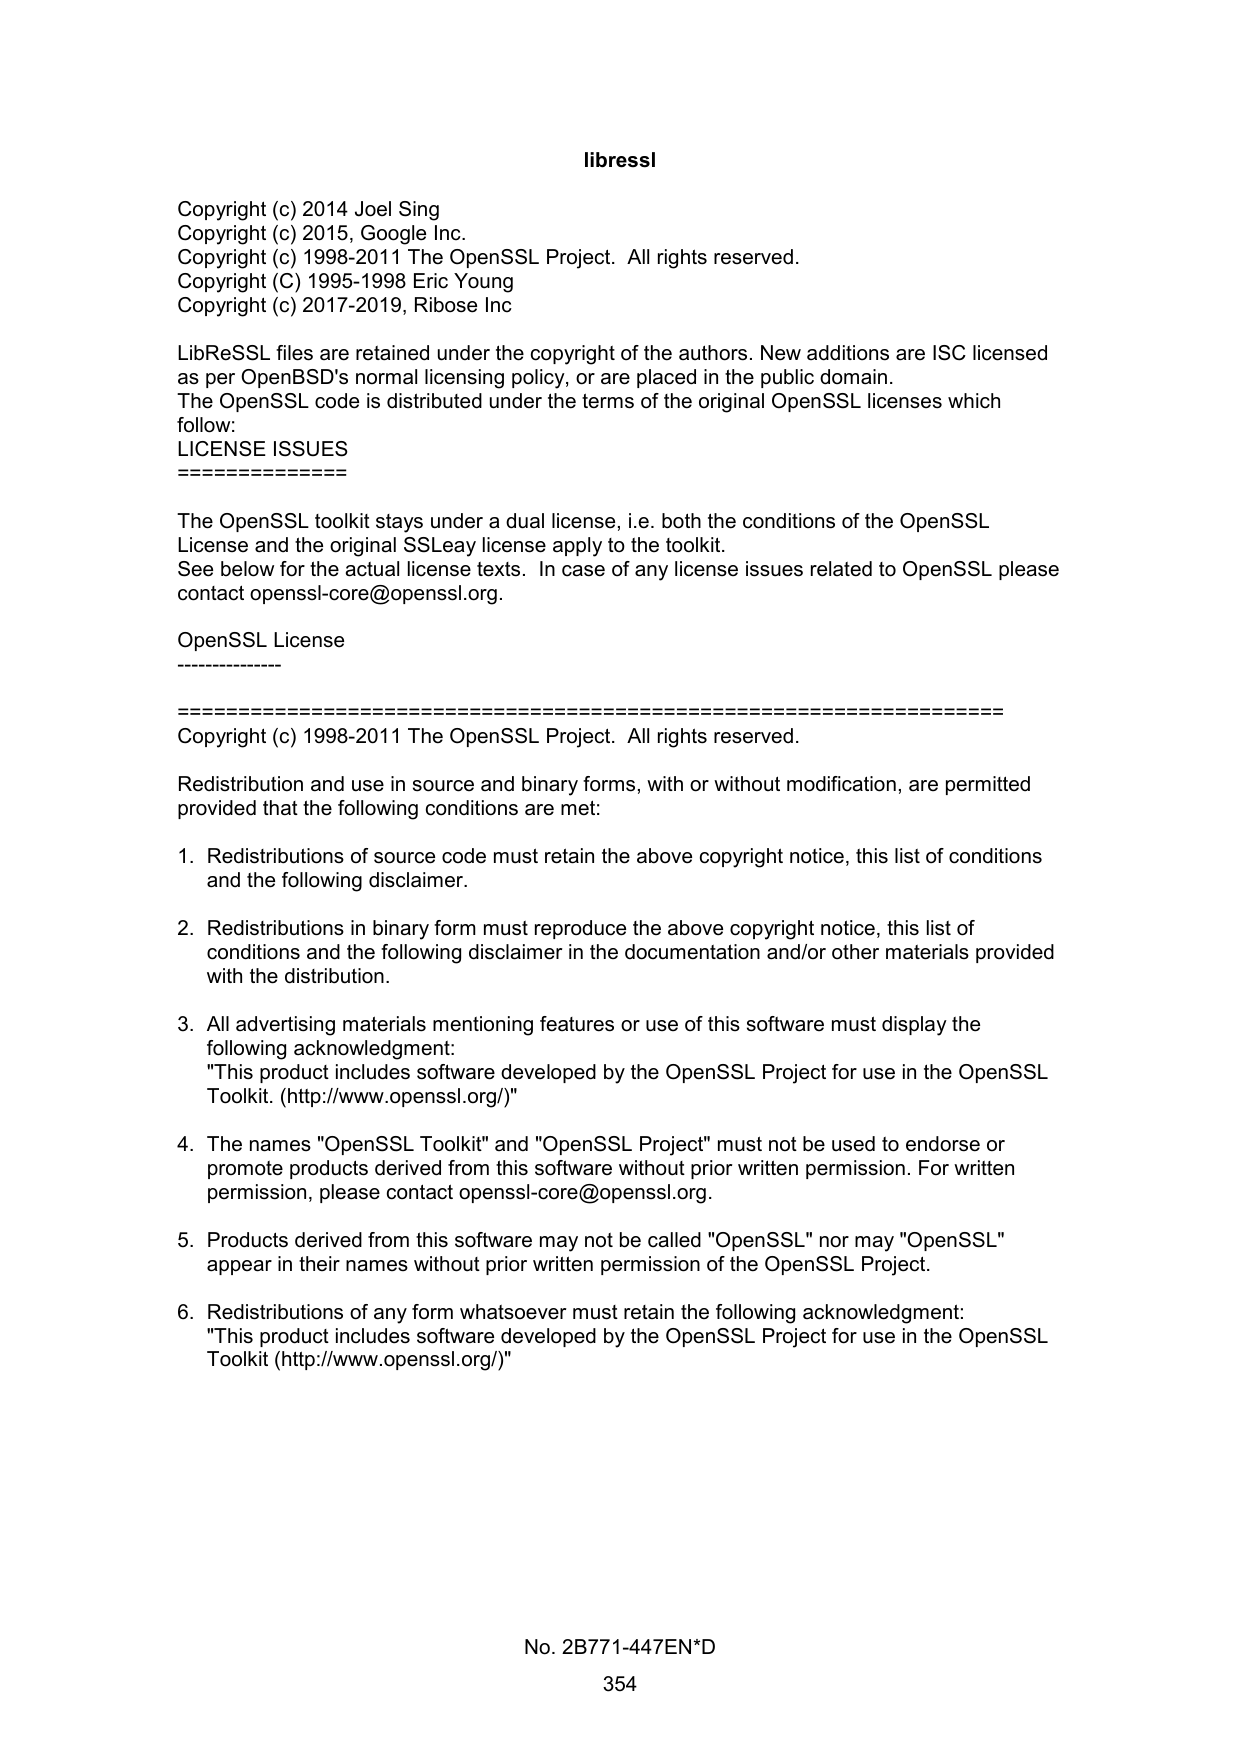 libressl
Copyright (c) 2014 Joel Sing
Copyright (c) 2015, Google Inc.
Copyright (c) 1998-2011 The OpenSSL Project.  All rights reserved.
Copyright (C) 1995-1998 Eric Young
Copyright (c) 2017-2019, Ribose Inc
LibReSSL files are retained under the copyright of the authors. New additions are ISC licensed
as per OpenBSD's normal licensing policy, or are placed in the public domain.
The OpenSSL code is distributed under the terms of the original OpenSSL licenses which
follow:
LICENSE ISSUES
==============
The OpenSSL toolkit stays under a dual license, i.e. both the conditions of the OpenSSL
License and the original SSLeay license apply to the toolkit.
See below for the actual license texts.  In case of any license issues related to OpenSSL please
contact openssl-core@openssl.org.
OpenSSL License
---------------
====================================================================
Copyright (c) 1998-2011 The OpenSSL Project.  All rights reserved.
Redistribution and use in source and binary forms, with or without modification, are permitted
provided that the following conditions are met:
1.  Redistributions of source code must retain the above copyright notice, this list of conditions
and the following disclaimer.
2.  Redistributions in binary form must reproduce the above copyright notice, this list of
conditions and the following disclaimer in the documentation and/or other materials provided
with the distribution.
3.  All advertising materials mentioning features or use of this software must display the
following acknowledgment:
"This product includes software developed by the OpenSSL Project for use in the OpenSSL
Toolkit. (http://www.openssl.org/)"
4.  The names "OpenSSL Toolkit" and "OpenSSL Project" must not be used to endorse or
promote products derived from this software without prior written permission. For written
permission, please contact openssl-core@openssl.org.
5.  Products derived from this software may not be called "OpenSSL" nor may "OpenSSL"
appear in their names without prior written permission of the OpenSSL Project.
6.  Redistributions of any form whatsoever must retain the following acknowledgment:
"This product includes software developed by the OpenSSL Project for use in the OpenSSL
Toolkit (http://www.openssl.org/)"
No. 2B771-447EN*D
354